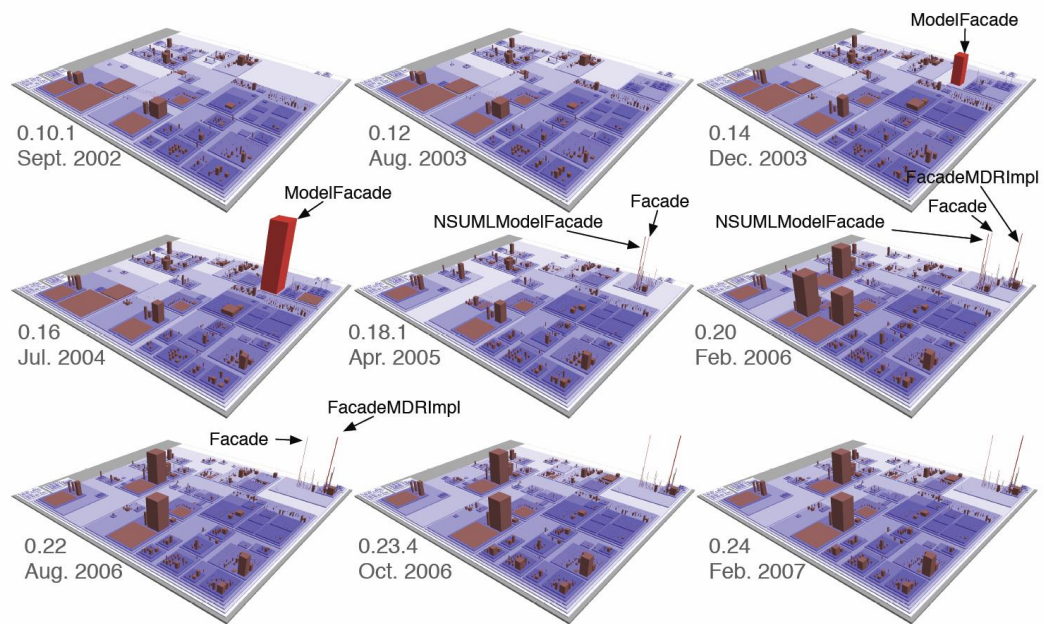 ModelFacade
0.10.1
Sept. 2002
0.12
Aug. 2003
0.14
Dec. 2003
ModelFacade
NSUMLModelFacade
Facade
FacadeMDRImpl
NSUMLModelFacade
Facade
0.16
Jul. 2004
0.18.1
Apr. 2005
0.20
Feb. 2006
Facade
FacadeMDRImpl
0.22
Aug. 2006
0.23.4
Oct. 2006
0.24
Feb. 2007